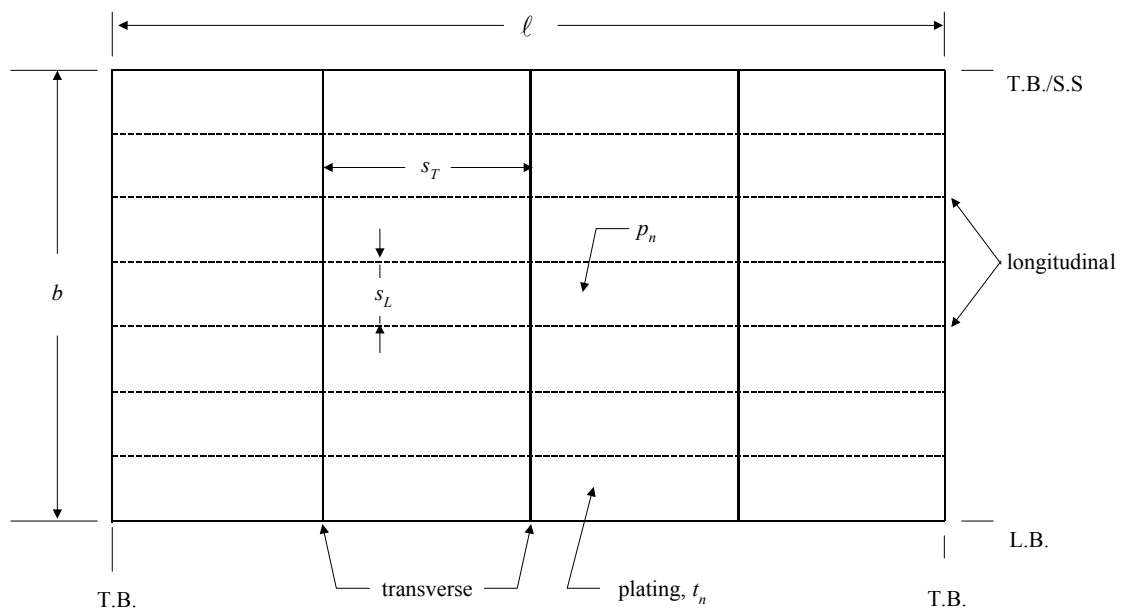 ℓ
T.B./S.S
s_T
p_n
longitudinal
b
s_L
L.B.
transverse
plating, t_n
T.B.
T.B.